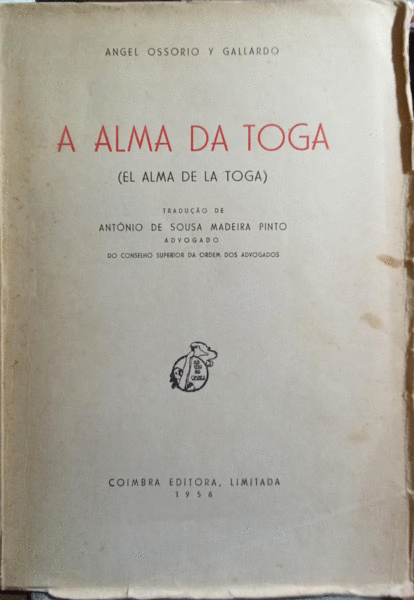 ANGEL OSSORIO Y GALLARDO
A ALMA DA TOGA
(EL ALMA DE LA TOGA)
TRADUÇÃO DE
ANTÓNIO DE SOUSA MADEIRA PINTO
ADVOGADO
DO CONSELHO SUPERIOR DA ORDEM DOS ADVOGADOS
COIMBRA EDITORA, LIMITADA
1956